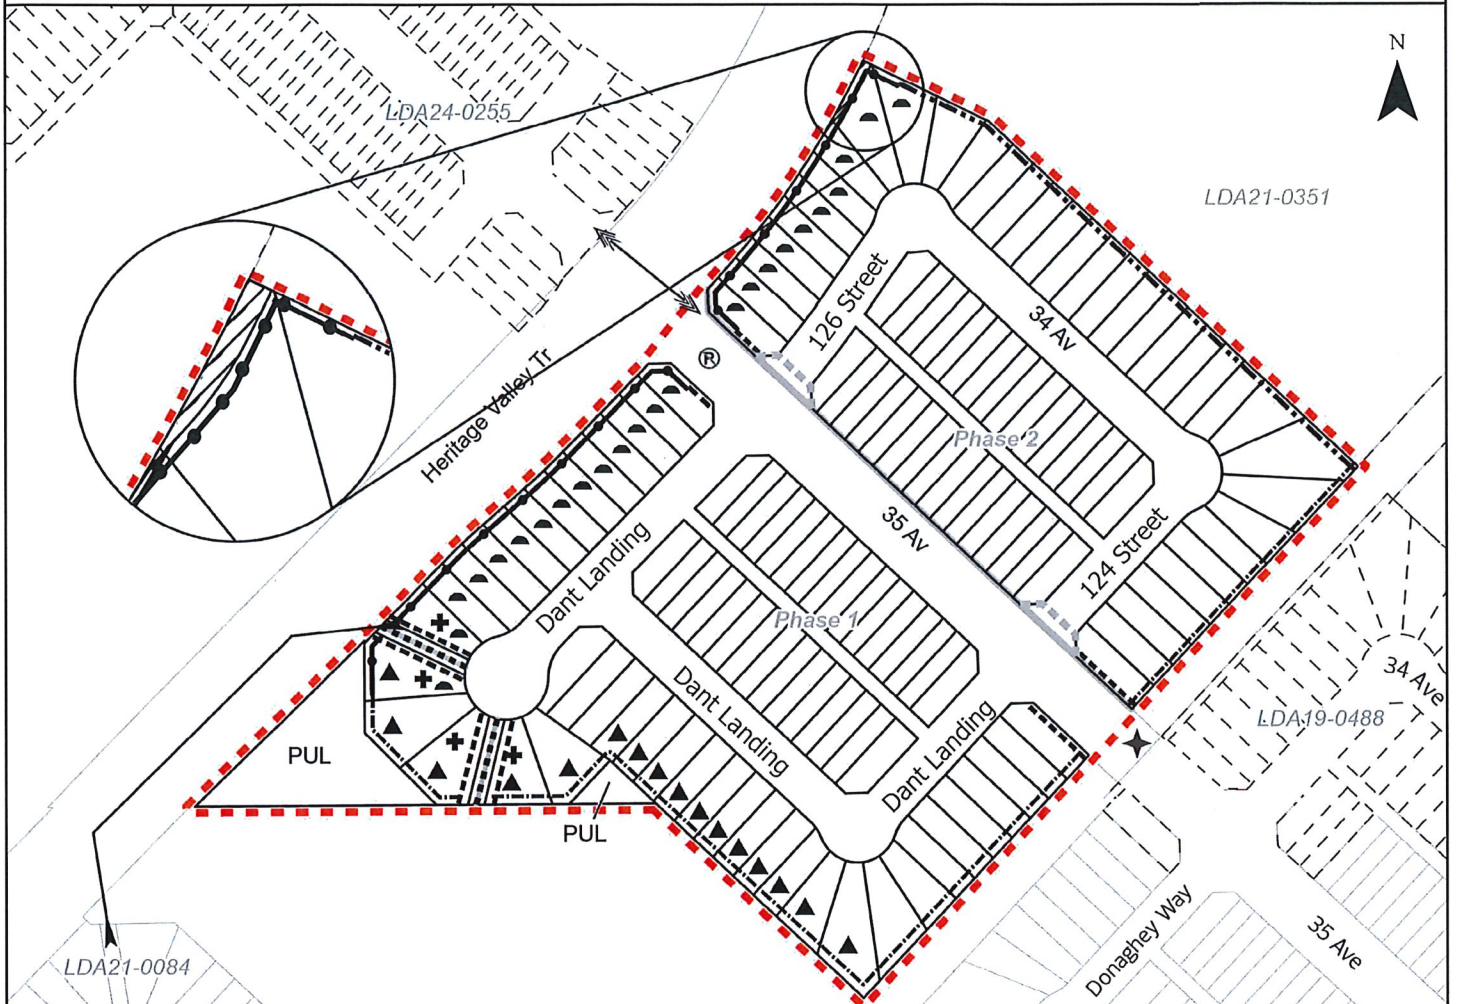 N
LDA24-0255
LDA21-0351
126 Street
34 Av
®
Heritage Valley Tr
Phase 2
35 Av
124 Street
Dant Landing
Phase 1
34 Ave
Dant Landing
Dant Landing
LDA19-0488
PUL
PUL
Donaghey Way
35 Ave
LDA21-0084